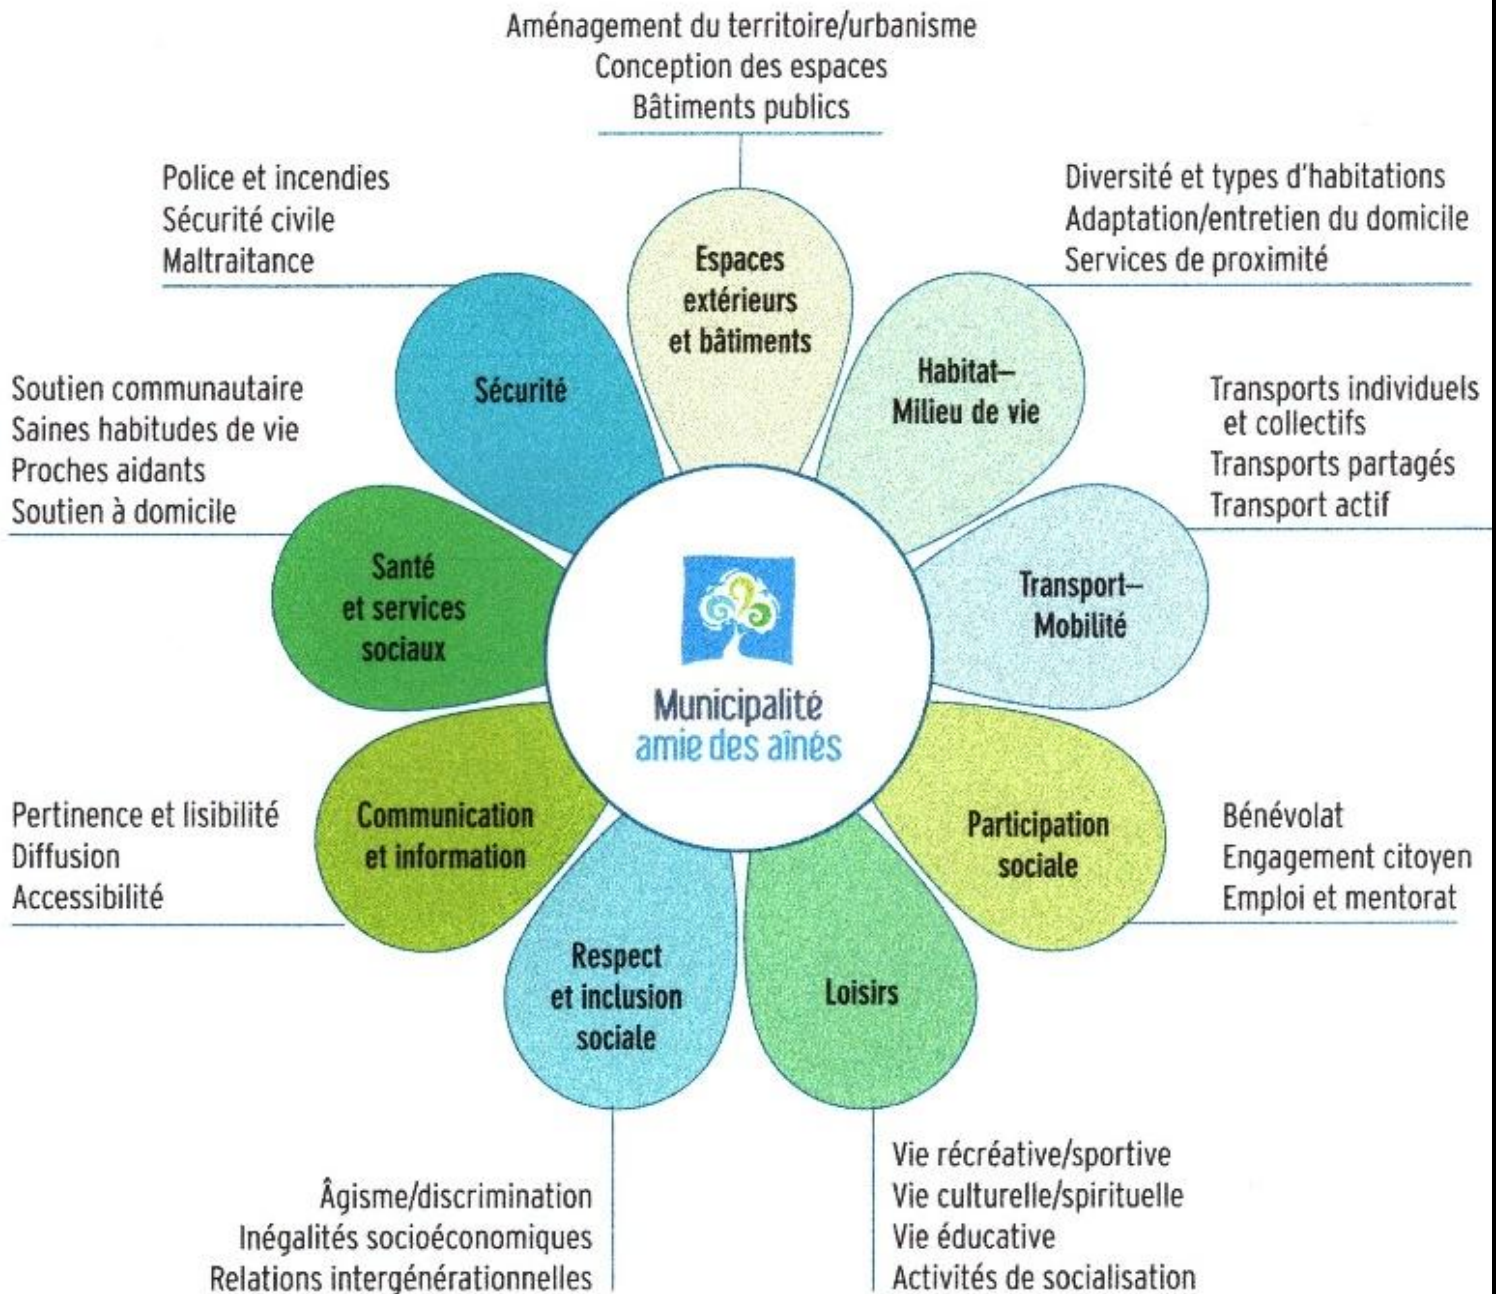 Aménagement du territoire/urbanisme
Conception des espaces
Bâtiments publics
Police et incendies
Sécurité civile
Maltraitance
Diversité et types d'habitations
Adaptation/entretien du domicile
Services de proximité
Espaces
extérieurs
et bâtiments
Sécurité
Habitat–
Milieu de vie
Soutien communautaire
Saines habitudes de vie
Proches aidants
Soutien à domicile
Transports individuels
et collectifs
Transports partagés
Transport actif
Santé
et services
sociaux
Transport–
Mobilité
Municipalité
amie des aînés
Pertinence et lisibilité
Diffusion
Accessibilité
Communication
et information
Participation
sociale
Bénévolat
Engagement citoyen
Emploi et mentorat
Respect
et inclusion
sociale
Loisirs
Âgisme/discrimination
Inégalités socioéconomiques
Relations intergénérationnelles
Vie récréative/sportive
Vie culturelle/spirituelle
Vie éducative
Activités de socialisation